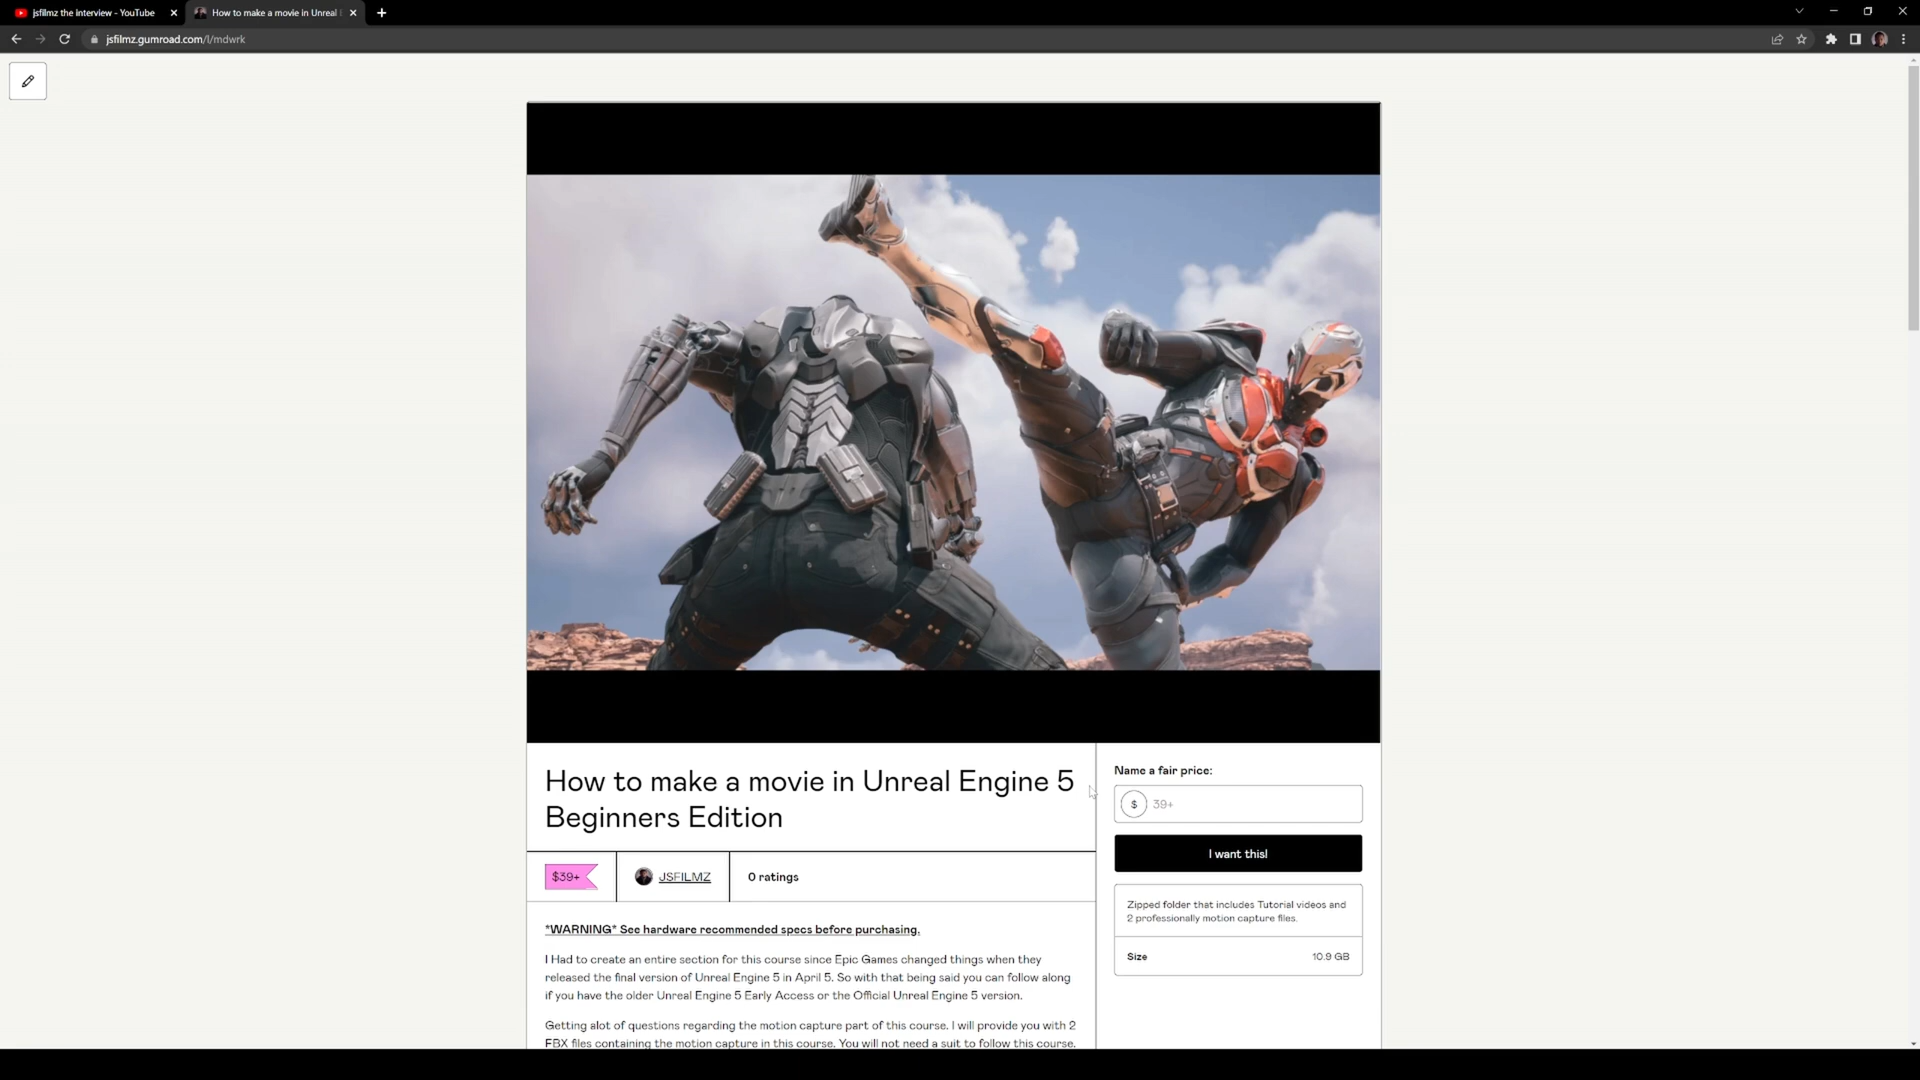 jsfilmz the interview - YouTube
How to make a movie in Unreal
jsfilmz.gumroad.com/l/mdwrk
How to make a movie in Unreal Engine 5
Beginners Edition
$39+
JSFILMZ
0 ratings
*WARNING* See hardware recommended specs before purchasing.
I Had to create an entire section for this course since Epic Games changed things when they
released the final version of Unreal Engine 5 in April 5. So with that being said you can follow along
if you have the older Unreal Engine 5 Early Access or the Official Unreal Engine 5 version.
Getting alot of questions regarding the motion capture part of this course. I will provide you with 2
FBX files containing the motion capture in this course. You will not need a suit to follow this course.
Name a fair price:
$ 39+
I want this!
Zipped folder that includes Tutorial videos and
2 professionally motion capture files.
Size 10.9 GB